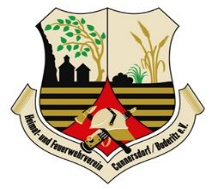 Heimat- und Feuerwehrverein Cunnersdorf / Boderitz e.V.